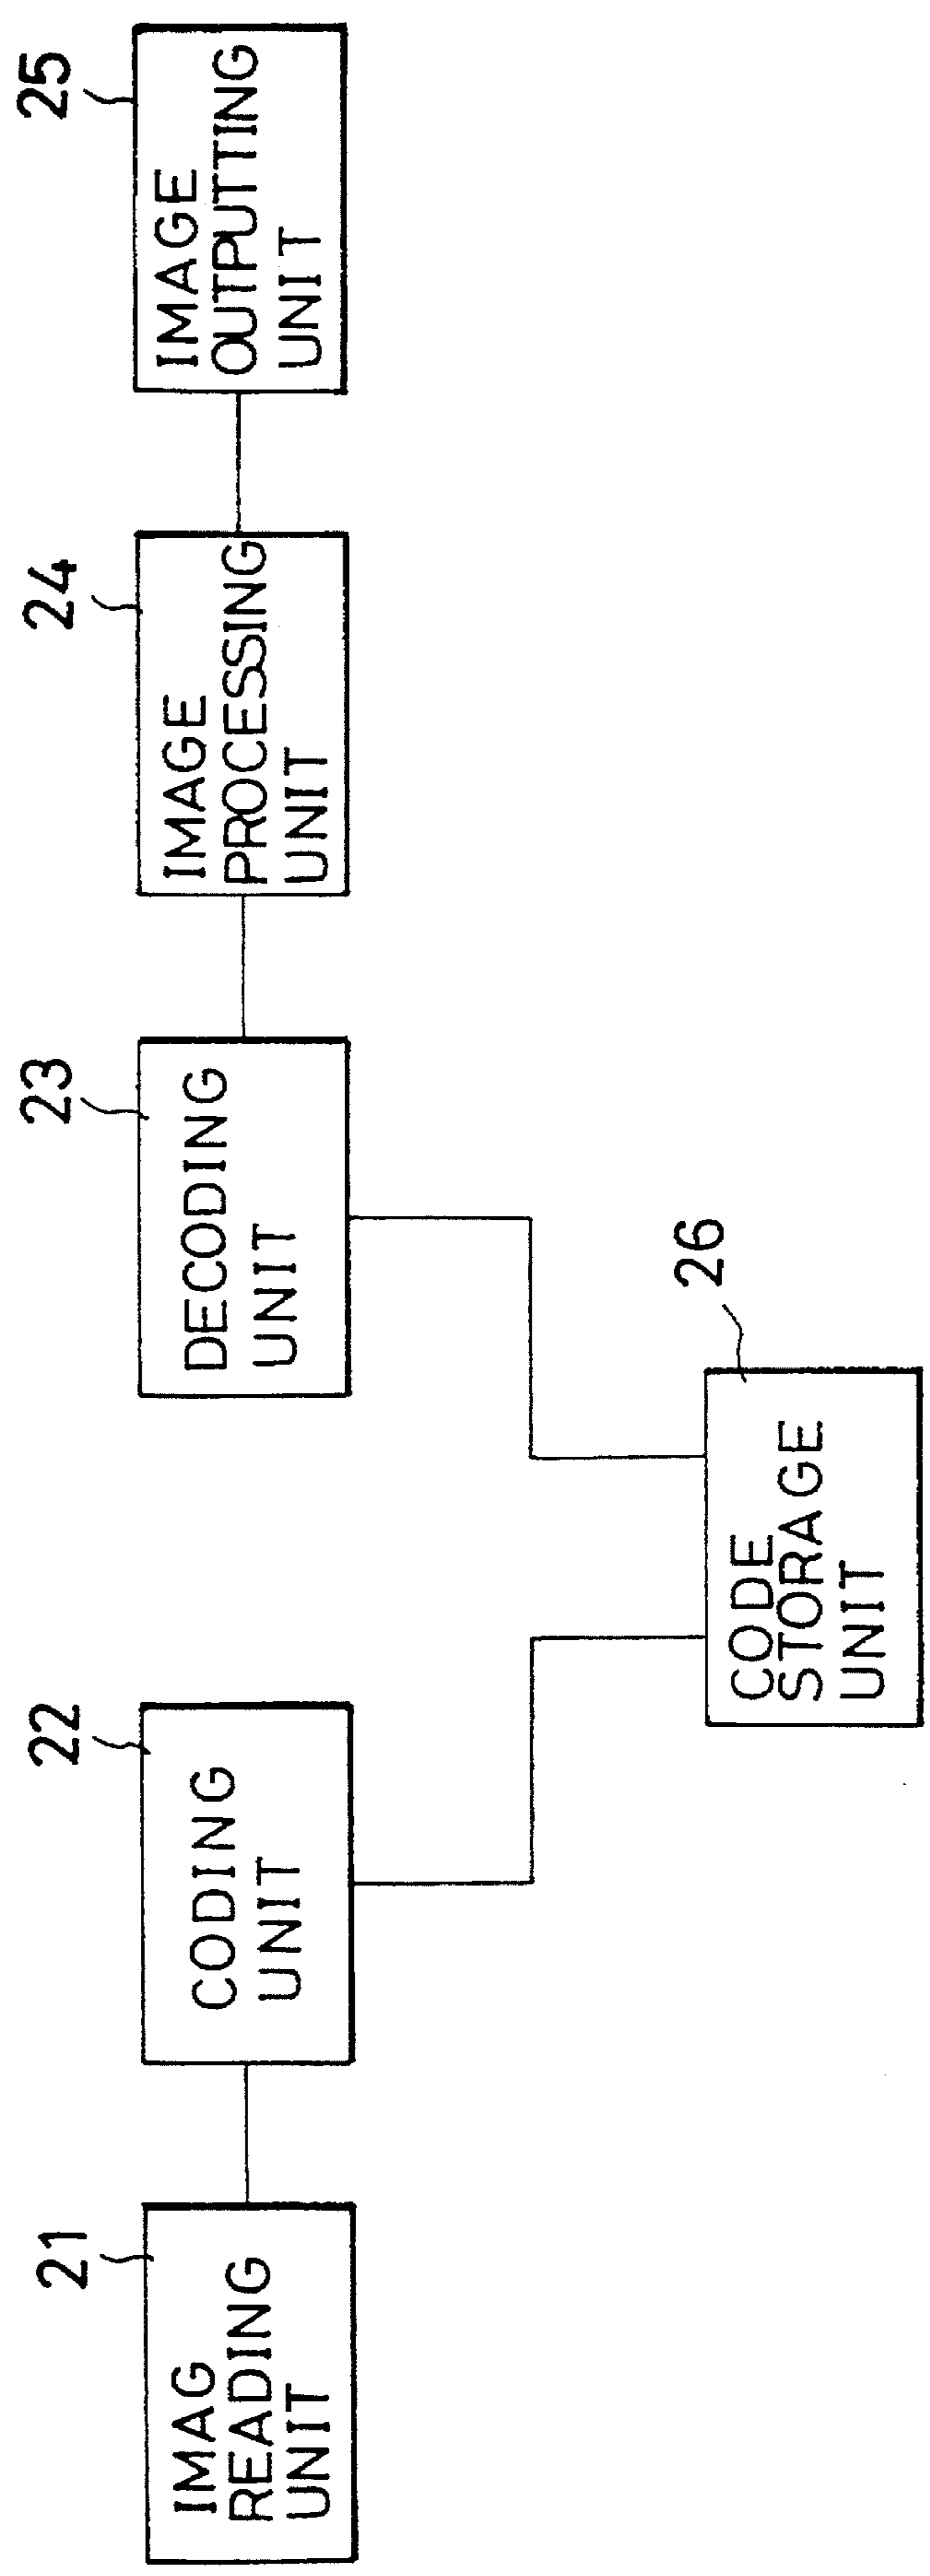 21
IMAG
READING
UNIT
22
CODING
UNIT
23
DECODING
UNIT
24
IMAGE
PROCESSING
UNIT
25
IMAGE
OUTPUTTING
UNIT
26
CODE
STORAGE
UNIT